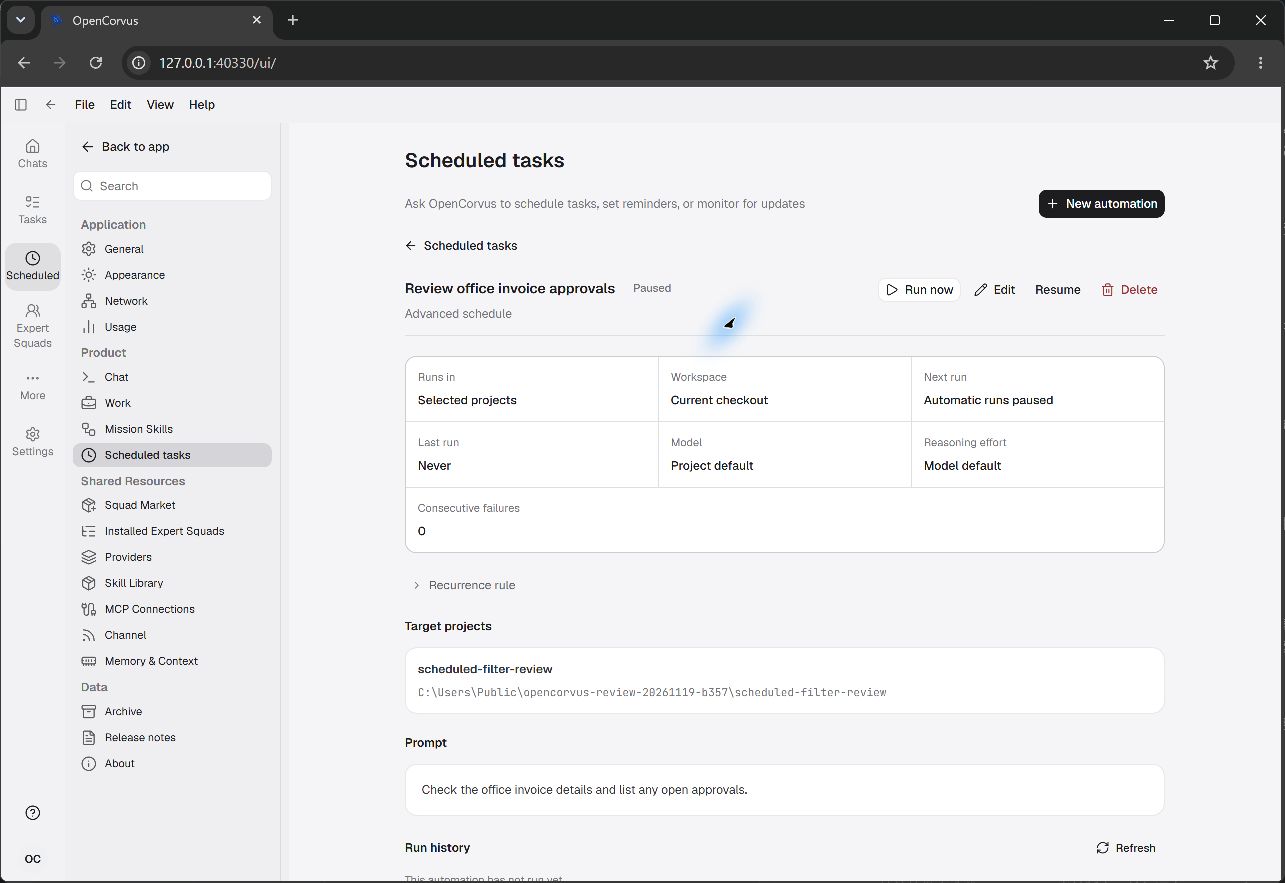 OpenCorvus
127.0.0.1:40330/ui/
File Edit View Help
Chats
Tasks
Scheduled
Expert
Squads
More
Settings
OC
Back to app
Search
Application
General
Appearance
Network
Usage
Product
Chat
Work
Mission Skills
Scheduled tasks
Shared Resources
Squad Market
Installed Expert Squads
Providers
Skill Library
MCP Connections
Channel
Memory & Context
Data
Archive
Release notes
About
Scheduled tasks
Ask OpenCorvus to schedule tasks, set reminders, or monitor for updates
New automation
Scheduled tasks
Review office invoice approvals Paused
Run now Edit Resume Delete
Advanced schedule
Runs in
Selected projects
Workspace
Current checkout
Next run
Automatic runs paused
Last run
Never
Model
Project default
Reasoning effort
Model default
Consecutive failures
0
Recurrence rule
Target projects
scheduled-filter-review
C:\Users\Public\opencorvus-review-20261119-b357\scheduled-filter-review
Prompt
Check the office invoice details and list any open approvals.
Run history
Refresh
This automation has not run yet